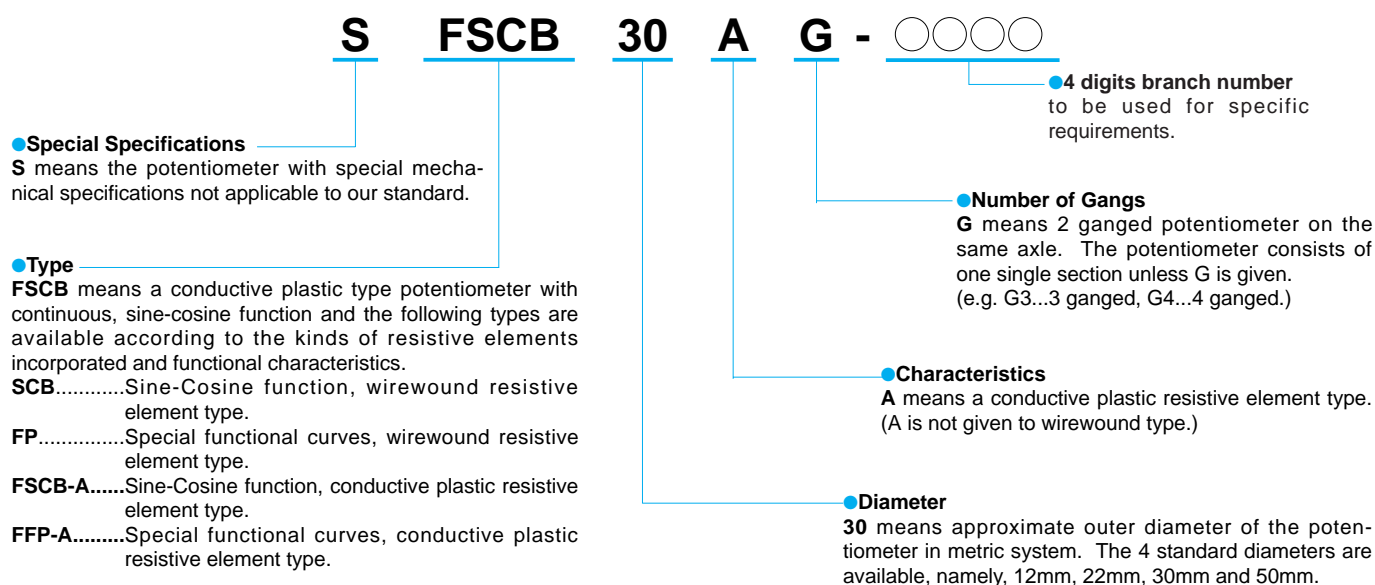 S FSCB 30 A G - ○○○○
●4 digits branch number
to be used for specific
requirements.
●Special Specifications
S means the potentiometer with special mecha-
nical specifications not applicable to our standard.
●Number of Gangs
G means 2 ganged potentiometer on the
same axle. The potentiometer consists of
one single section unless G is given.
(e.g. G3...3 ganged, G4...4 ganged.)
●Type
FSCB means a conductive plastic type potentiometer with
continuous, sine-cosine function and the following types are
available according to the kinds of resistive elements
incorporated and functional characteristics.
SCB............Sine-Cosine function, wirewound resistive
element type.
FP...............Special functional curves, wirewound resistive
element type.
FSCB-A......Sine-Cosine function, conductive plastic resistive
element type.
FFP-A.........Special functional curves, conductive plastic
resistive element type.
●Characteristics
A means a conductive plastic resistive element type.
(A is not given to wirewound type.)
●Diameter
30 means approximate outer diameter of the poten-
tiometer in metric system. The 4 standard diameters are
available, namely, 12mm, 22mm, 30mm and 50mm.